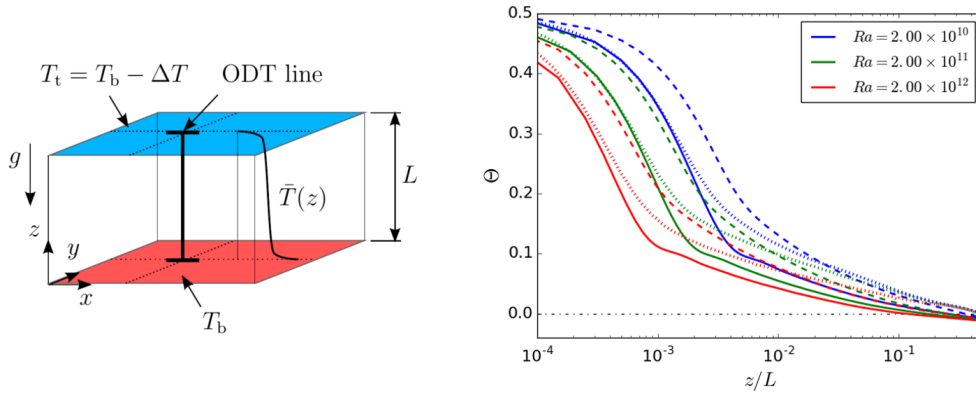 T_t = T_b − ΔT
ODT line
g
L
T̄(z)
z
y
x
T_b
0.5
0.4
0.3
0.2
0.1
0.0
Θ
Ra = 2.00 × 10^10
Ra = 2.00 × 10^11
Ra = 2.00 × 10^12
10^-4
10^-3
10^-2
10^-1
z/L